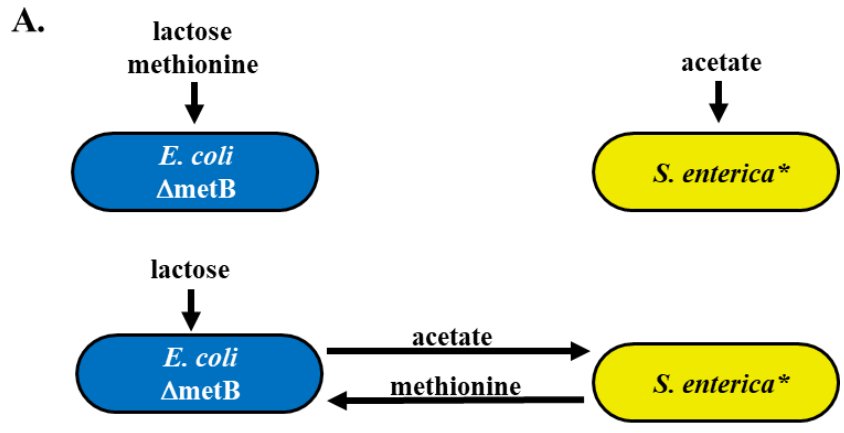 A.
lactose
methionine
acetate
E. coli
ΔmetB
S. enterica*
lactose
E. coli
ΔmetB
acetate
methionine
S. enterica*